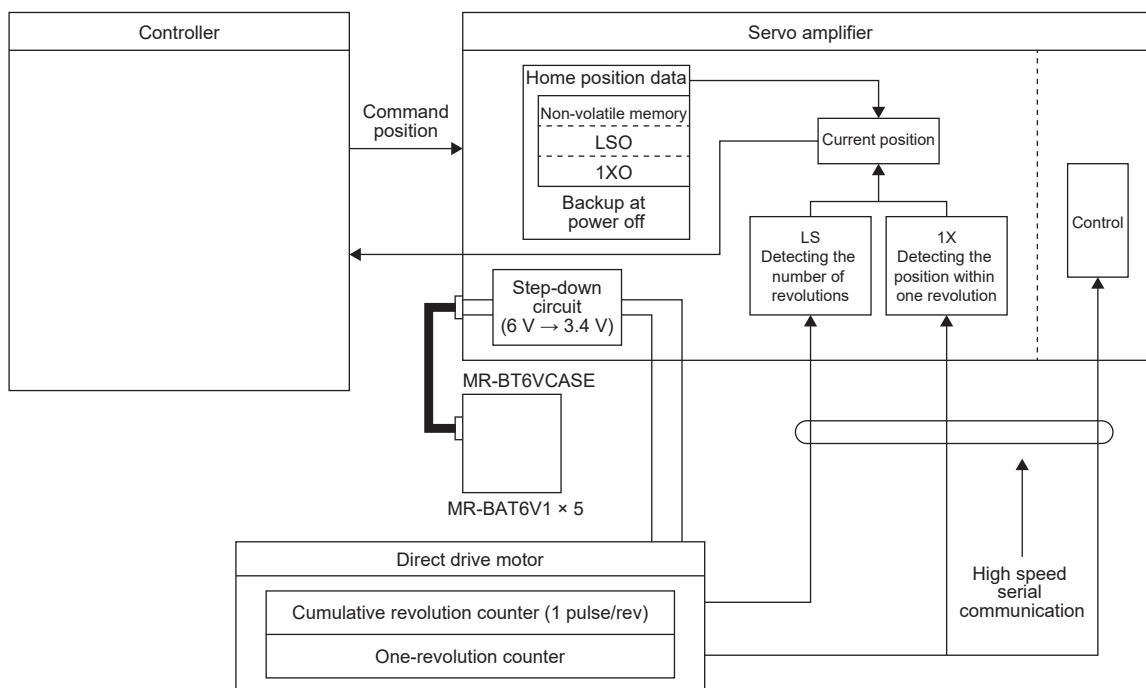 Controller
Servo amplifier
Command
position
Home position data
Non-volatile memory
LSO
1XO
Backup at
power off
Current position
LS
Detecting the
number of
revolutions
1X
Detecting the
position within
one revolution
Control
Step-down
circuit
(6 V → 3.4 V)
MR-BT6VCASE
MR-BAT6V1 × 5
Direct drive motor
Cumulative revolution counter (1 pulse/rev)
One-revolution counter
High speed
serial
communication